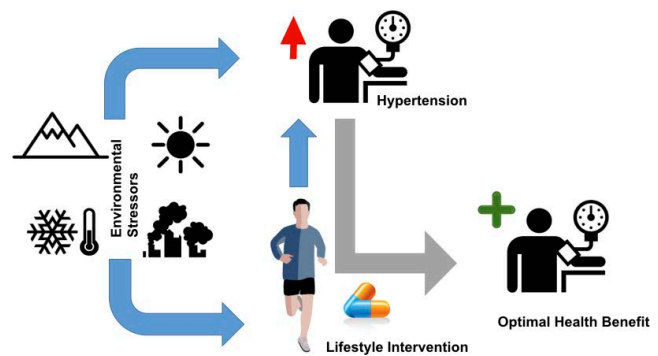 Environmental
Stressors
Hypertension
Lifestyle Intervention
Optimal Health Benefit